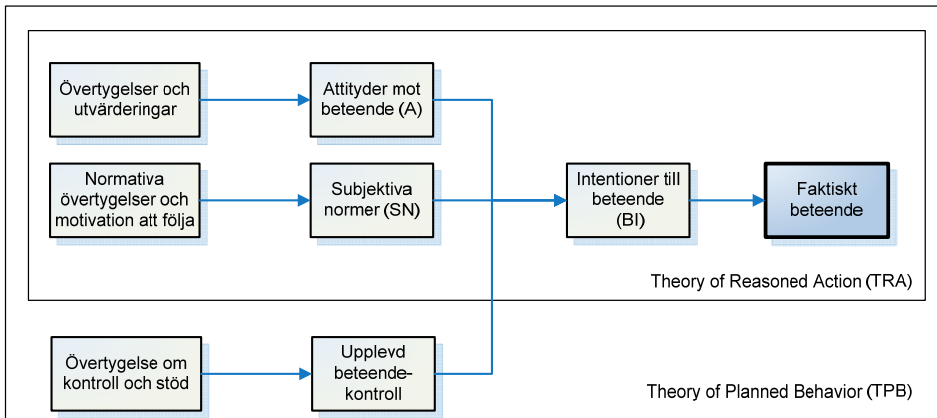 Övertygelser och
utvärderingar
Attityder mot
beteende (A)
Normativa
övertygelser och
motivation att följa
Subjektiva
normer (SN)
Intentioner till
beteende
(BI)
Faktiskt
beteende
Theory of Reasoned Action (TRA)
Övertygelse om
kontroll och stöd
Upplevd
beteende-
kontroll
Theory of Planned Behavior (TPB)